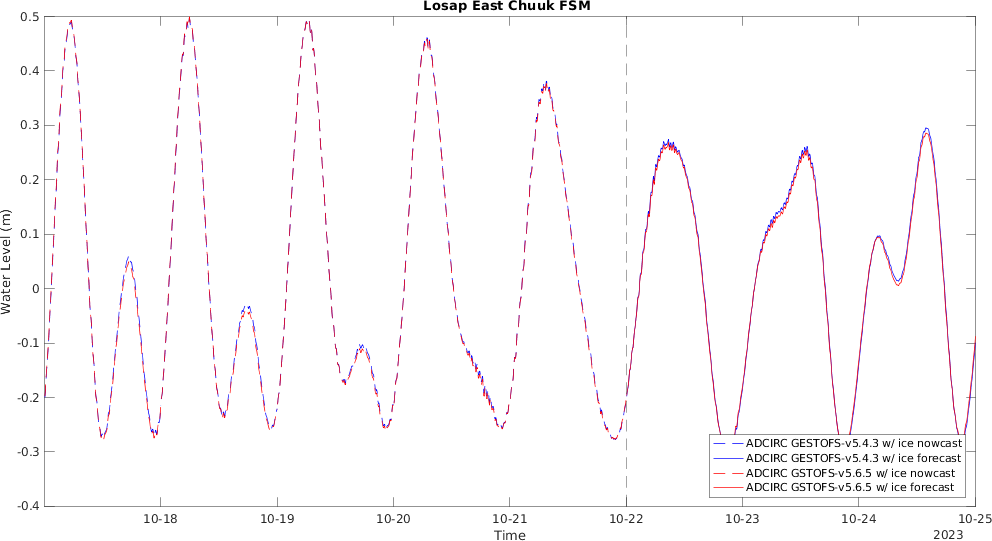 Losap East Chuuk FSM
0.5
0.4
0.3
0.2
0.1
0
-0.1
-0.2
-0.3
-0.4
Water Level (m)
ADCIRC GESTOFS-v5.4.3 w/ ice nowcast
ADCIRC GESTOFS-v5.4.3 w/ ice forecast
ADCIRC GSTOFS-v5.6.5 w/ ice nowcast
ADCIRC GSTOFS-v5.6.5 w/ ice forecast
10-18 10-19 10-20 10-21 10-22 10-23 10-24 10-25
Time
2023